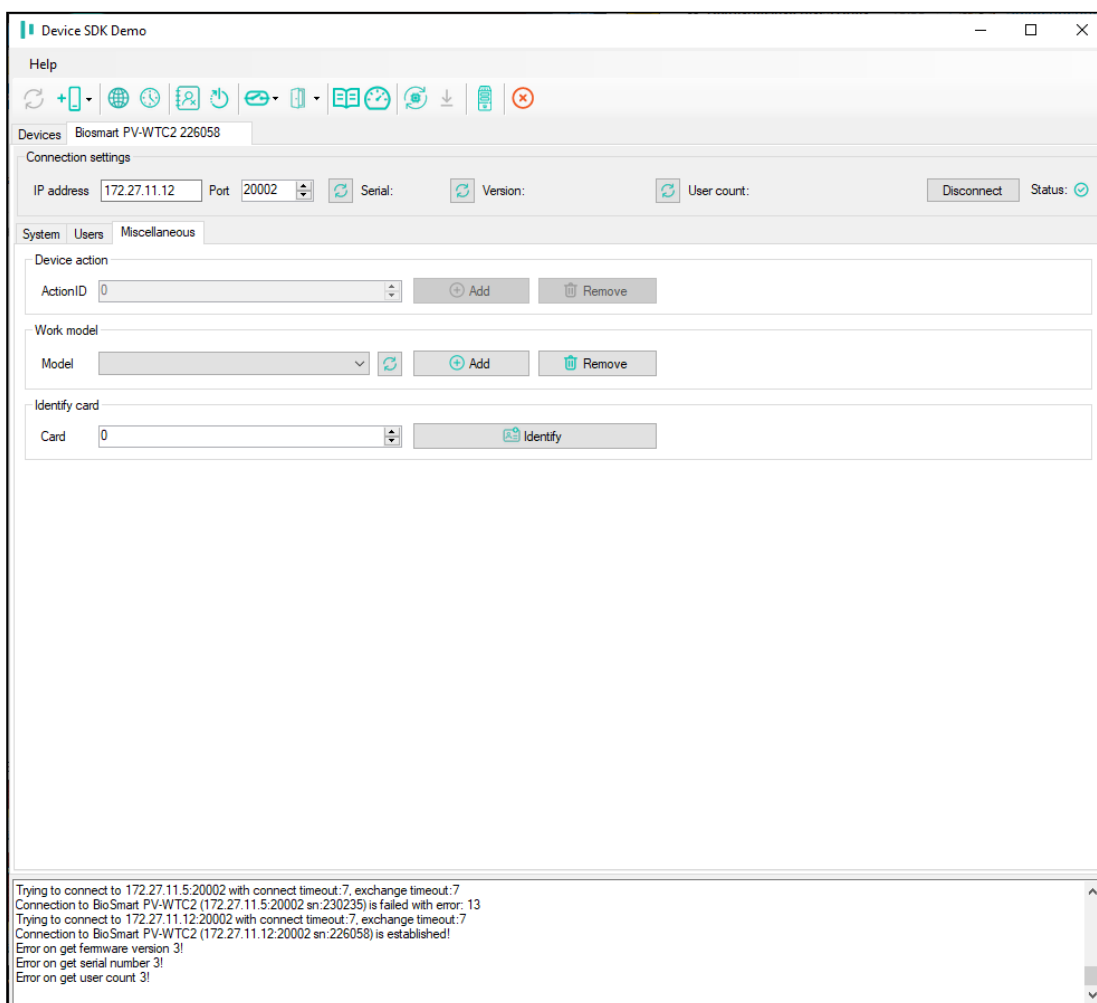 Device SDK Demo
Help
Devices Biosmart PV-WTC2 226058
Connection settings
IP address 172.27.11.12 Port 20002 Serial: Version: User count: Disconnect Status:
System Users Miscellaneous
Device action
ActionID 0 Add Remove
Work model
Model Add Remove
Identify card
Card 0 Identify
Trying to connect to 172.27.11.5:20002 with connect timeout:7, exchange timeout:7
Connection to BioSmart PV-WTC2 (172.27.11.5:20002 sn:230235) is failed with error: 13
Trying to connect to 172.27.11.12:20002 with connect timeout:7, exchange timeout:7
Connection to BioSmart PV-WTC2 (172.27.11.12:20002 sn:226058) is established!
Error on get fermware version 3!
Error on get serial number 3!
Error on get user count 3!